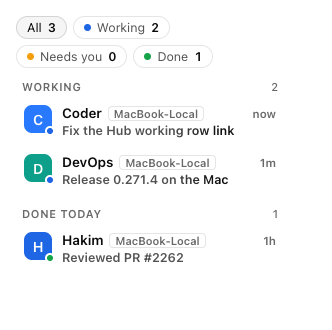 All 3 Working 2
Needs you 0 Done 1
WORKING 2
C Coder MacBook-Local now
Fix the Hub working row link
D DevOps MacBook-Local 1m
Release 0.271.4 on the Mac
DONE TODAY 1
H Hakim MacBook-Local 1h
Reviewed PR #2262